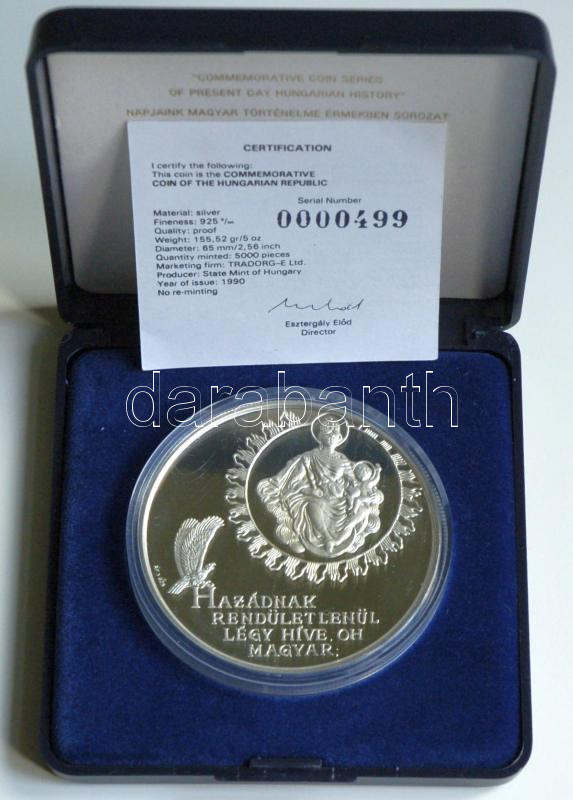 "COMMEMORATIVE COIN SERIES
OF PRESENT DAY HUNGARIAN HISTORY"
NAPJAINK MAGYAR TÖRTÉNELME ÉRMEKBEN SOROZAT
CERTIFICATION
I certify the following:
This coin is the COMMEMORATIVE
COIN OF THE HUNGARIAN REPUBLIC
Serial Number
0000499
Material: silver
Fineness: 925 °/∞
Quality: proof
Weight: 155,52 gr/5 oz
Diameter: 65 mm/2,56 inch
Quantity minted: 5000 pieces
Marketing firm: TRADORG–E Ltd.
Producer: State Mint of Hungary
Year of issue: 1990
No re-minting
Esztergály Előd
Director
darabanth
HAZÁDNAK
RENDÜLETLENÜL
LÉGY HÍVE, OH
MAGYAR;